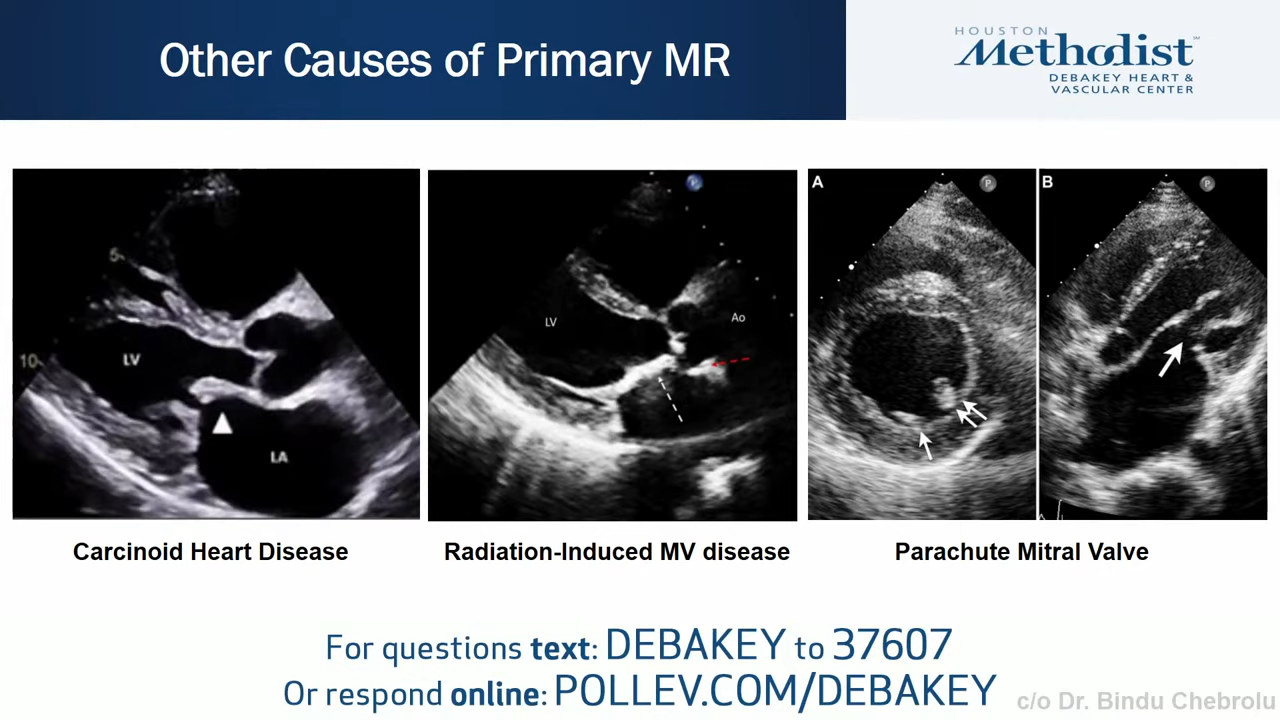 Other Causes of Primary MR
HOUSTON
Methodist
DEBAKEY HEART &
VASCULAR CENTER
5
10
LV
LA
LV
Ao
P
A
P
B
P
Carcinoid Heart Disease
Radiation-Induced MV disease
Parachute Mitral Valve
For questions text: DEBAKEY to 37607
Or respond online: POLLEV.COM/DEBAKEY
c/o Dr. Bindu Chebrolu